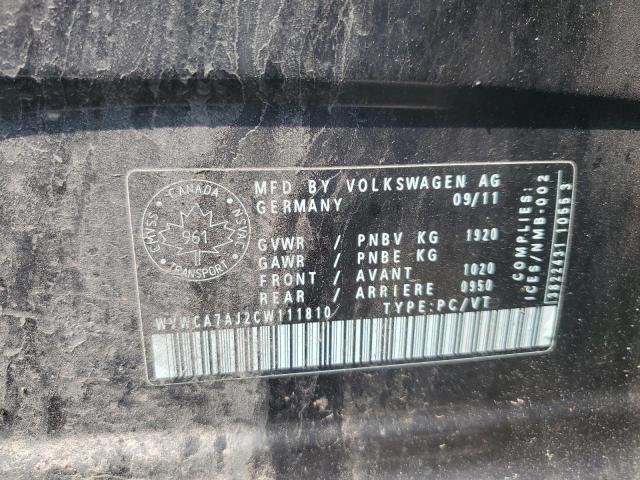 CANADA
CMVSS NSVAC
961
TRANSPORT
MFD BY VOLKSWAGEN AG
GERMANY 09/11
GVWR / PNBV KG 1920
GAWR / PNBE KG
FRONT / AVANT 1020
REAR / ARRIERE 0950
WVWCA7AJ2CW111810 TYPE:PC/VT
COMPLIES:
ICES/NMB-002